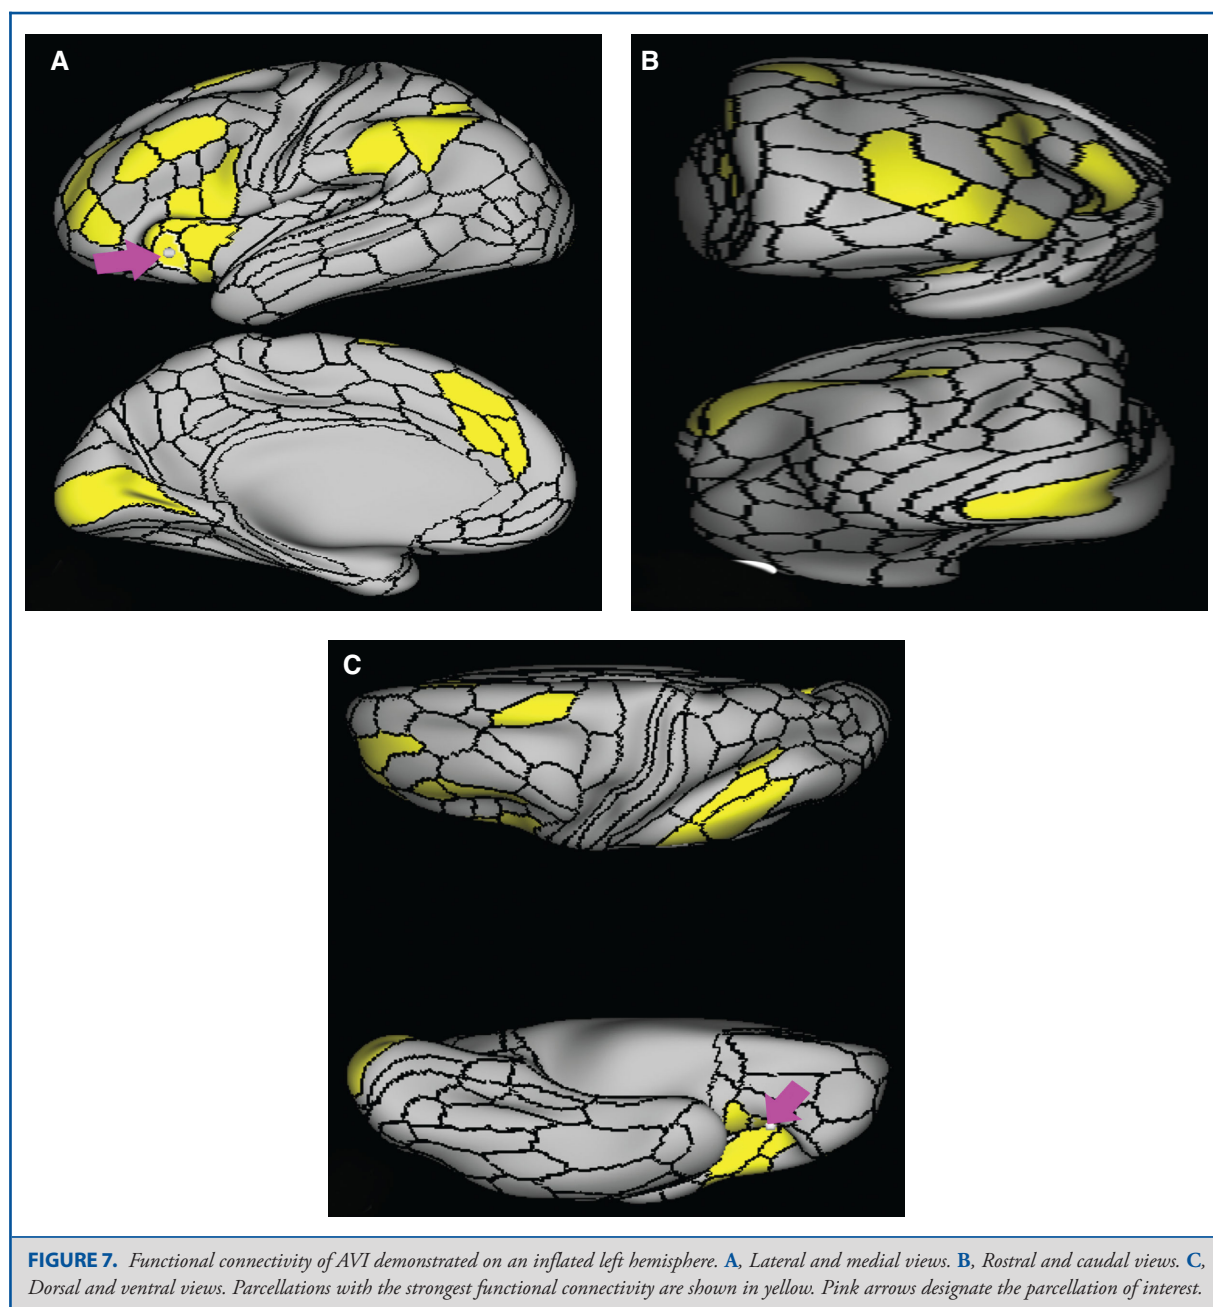 A
B
C
FIGURE 7. Functional connectivity of AVI demonstrated on an inflated left hemisphere. A, Lateral and medial views. B, Rostral and caudal views. C,
Dorsal and ventral views. Parcellations with the strongest functional connectivity are shown in yellow. Pink arrows designate the parcellation of interest.